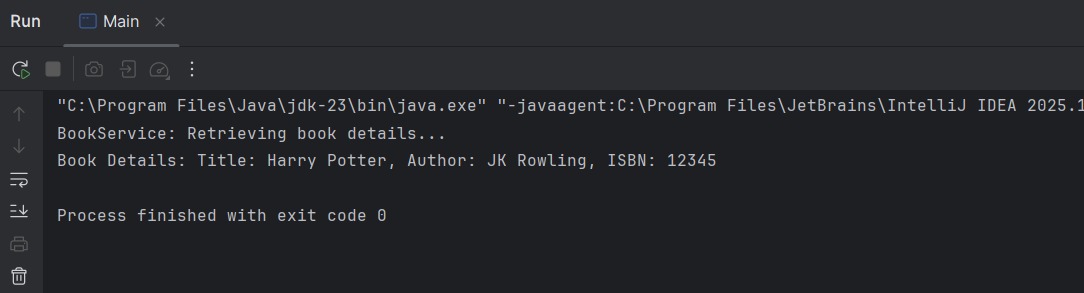 Run Main
"C:\Program Files\Java\jdk-23\bin\java.exe" "-javaagent:C:\Program Files\JetBrains\IntelliJ IDEA 2025.1
BookService: Retrieving book details...
Book Details: Title: Harry Potter, Author: JK Rowling, ISBN: 12345
Process finished with exit code 0